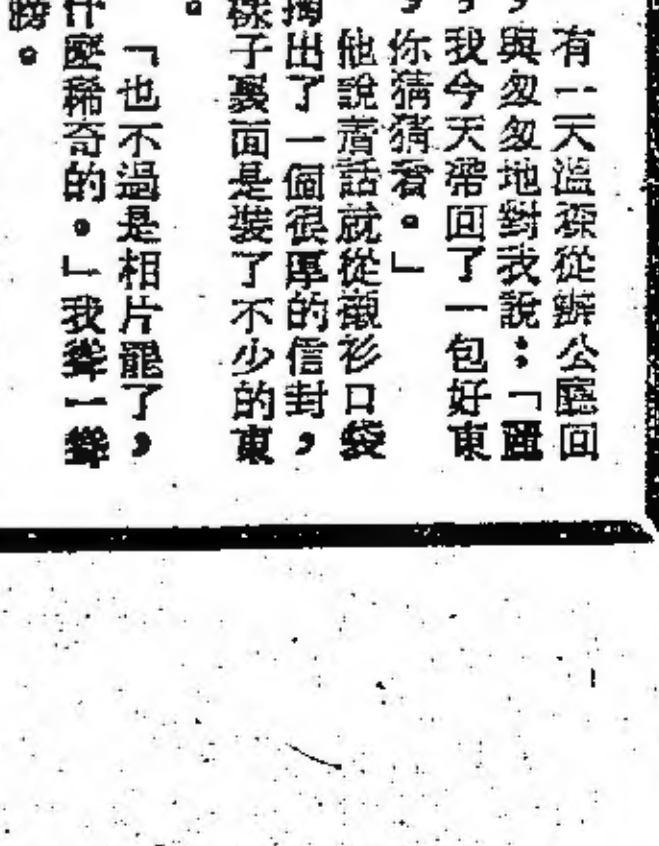 有一天溫在從辦公廳回
，與匆匆地對我說：「麗
，我今天帶回了一包好東
，你猜猜看。」
他說着話就從襯衫口袋
掏出了一個很厚的信封，
樣子裏面是裝了不少的東
。
「也不過是相片罷了，
什麼稀奇的。」我聳一聳
膀。